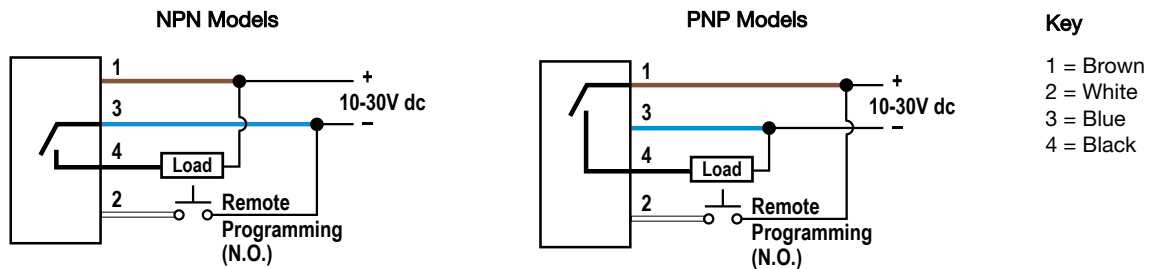 NPN Models
1
+
10-30V dc
3
–
4
Load
2
Remote
Programming
(N.O.)
PNP Models
1
+
10-30V dc
3
–
4
Load
2
Remote
Programming
(N.O.)
Key
1 = Brown
2 = White
3 = Blue
4 = Black